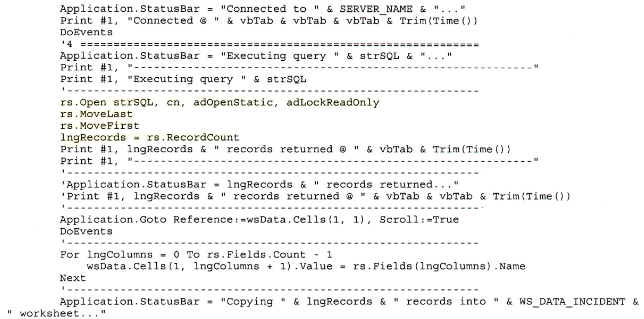 Application.StatusBar = "Connected to " & SERVER_NAME & "..."
Print #1, "Connected @ " & vbTab & vbTab & vbTab & Trim(Time())
DoEvents
'4 =======================================================
Application.StatusBar = "Executing query " & strSQL & "..."
Print #1, "-------------------------------------------------------"
Print #1, "Executing query " & strSQL
'---------------------------------------------------------
rs.Open strSQL, cn, adOpenStatic, adLockReadOnly
rs.MoveLast
rs.MoveFirst
lngRecords = rs.RecordCount
Print #1, lngRecords & " records returned @ " & vbTab & Trim(Time())
Print #1, "-------------------------------------------------------"
'---------------------------------------------------------
'Application.StatusBar = lngRecords & " records returned..."
'Print #1, lngRecords & " records returned @ " & vbTab & vbTab & Trim(Time())
'---------------------------------------------------------
Application.Goto Reference:=wsData.Cells(1, 1), Scroll:=True
DoEvents
'---------------------------------------------------------
For lngColumns = 0 To rs.Fields.Count - 1
wsData.Cells(1, lngColumns + 1).Value = rs.Fields(lngColumns).Name
Next
'---------------------------------------------------------
Application.StatusBar = "Copying " & lngRecords & " records into " & WS_DATA_INCIDENT &
" worksheet..."